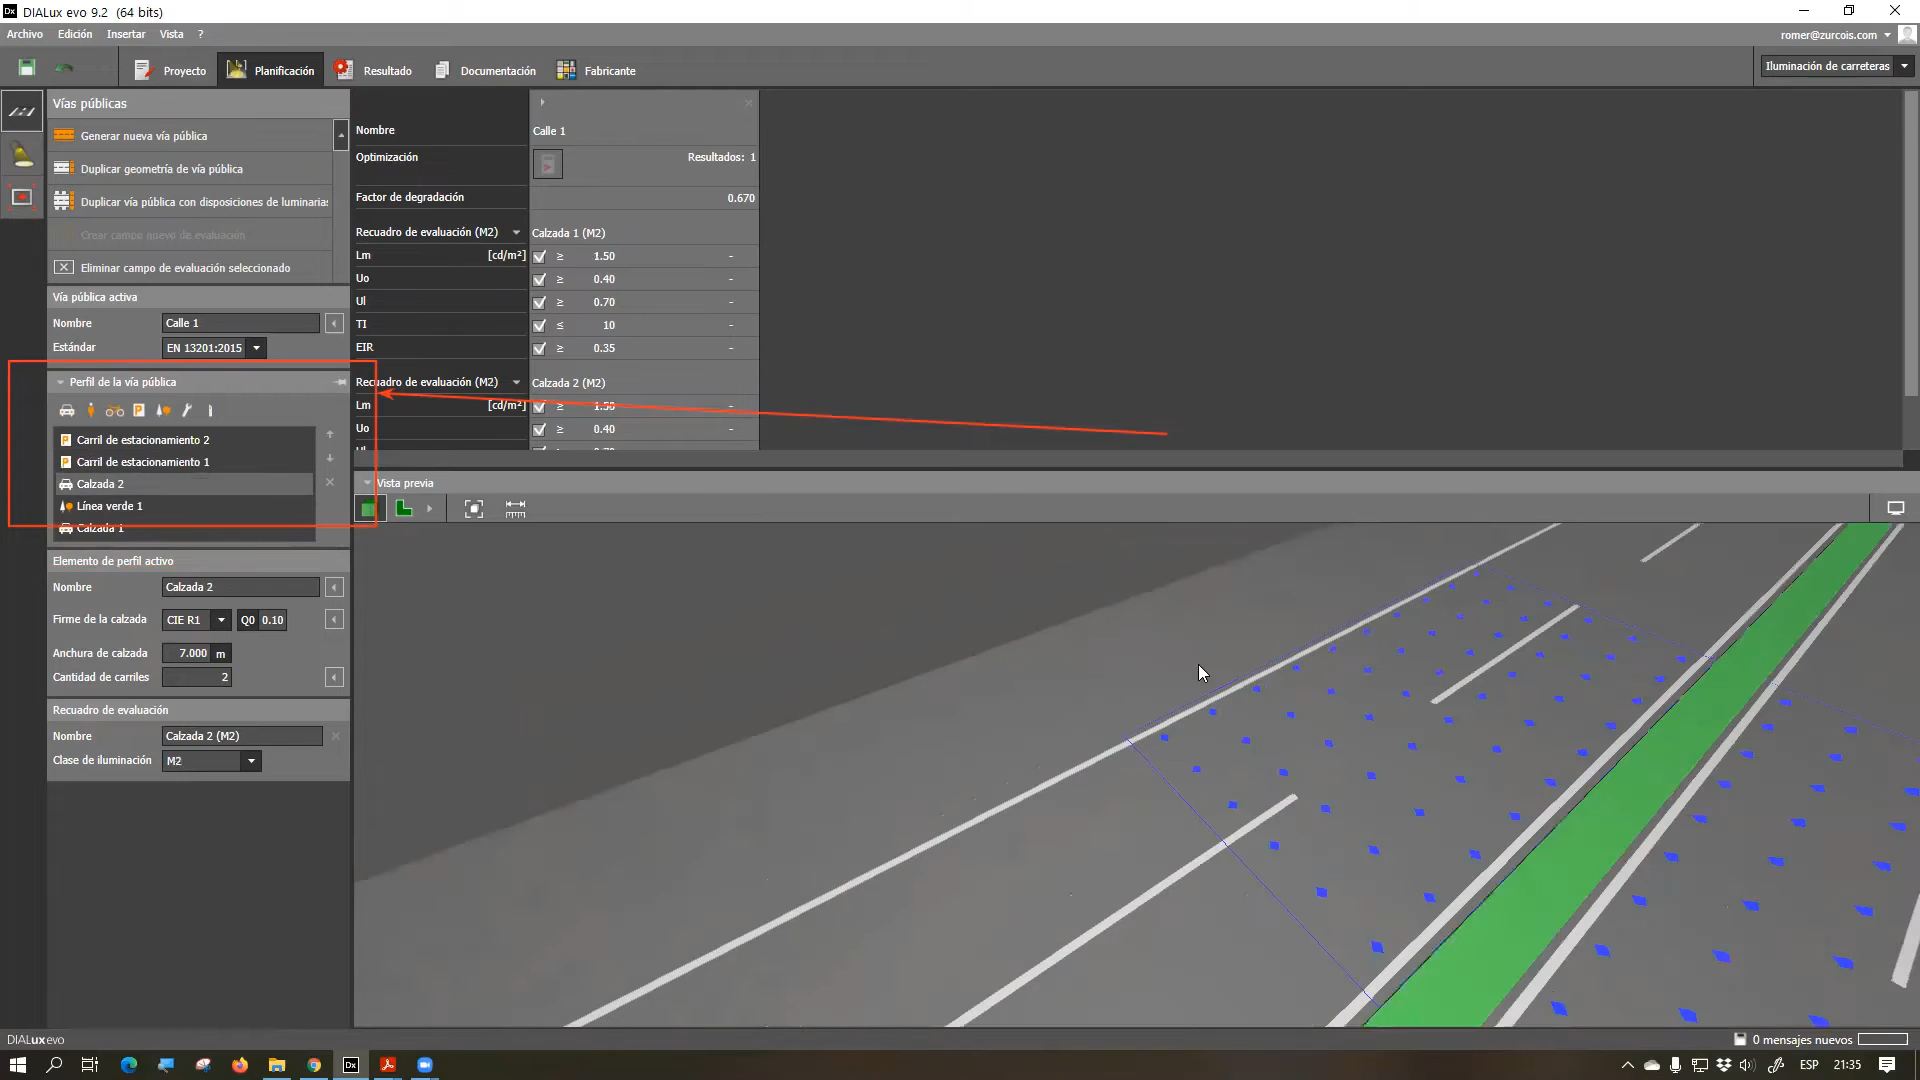 DIALux evo 9.2 (64 bits)
Archivo Edición Insertar Vista ?
romer@zurcois.com
Proyecto Planificación Resultado Documentación Fabricante
Iluminación de carreteras
Vías públicas
Generar nueva vía pública
Duplicar geometría de vía pública
Duplicar vía pública con disposiciones de luminarias
Crear campo nuevo de evaluación
Eliminar campo de evaluación seleccionado
Vía pública activa
Nombre Calle 1
Estándar EN 13201:2015
Perfil de la vía pública
Carril de estacionamiento 2
Carril de estacionamiento 1
Calzada 2
Línea verde 1
Calzada 1
Elemento de perfil activo
Nombre Calzada 2
Firme de la calzada CIE R1 Q0 0.10
Anchura de calzada 7.000 m
Cantidad de carriles 2
Recuadro de evaluación
Nombre Calzada 2 (M2)
Clase de iluminación M2
Nombre Calle 1
Optimización Resultados: 1
Factor de degradación 0.670
Recuadro de evaluación (M2) Calzada 1 (M2)
Lm [cd/m²] ≥ 1.50 -
Uo ≥ 0.40 -
Ul ≥ 0.70 -
TI ≤ 10 -
EIR ≥ 0.35 -
Recuadro de evaluación (M2) Calzada 2 (M2)
Lm [cd/m²] ≥ 1.50 -
Uo ≥ 0.40 -
Vista previa
DIALux evo
0 mensajes nuevos
ESP 21:35